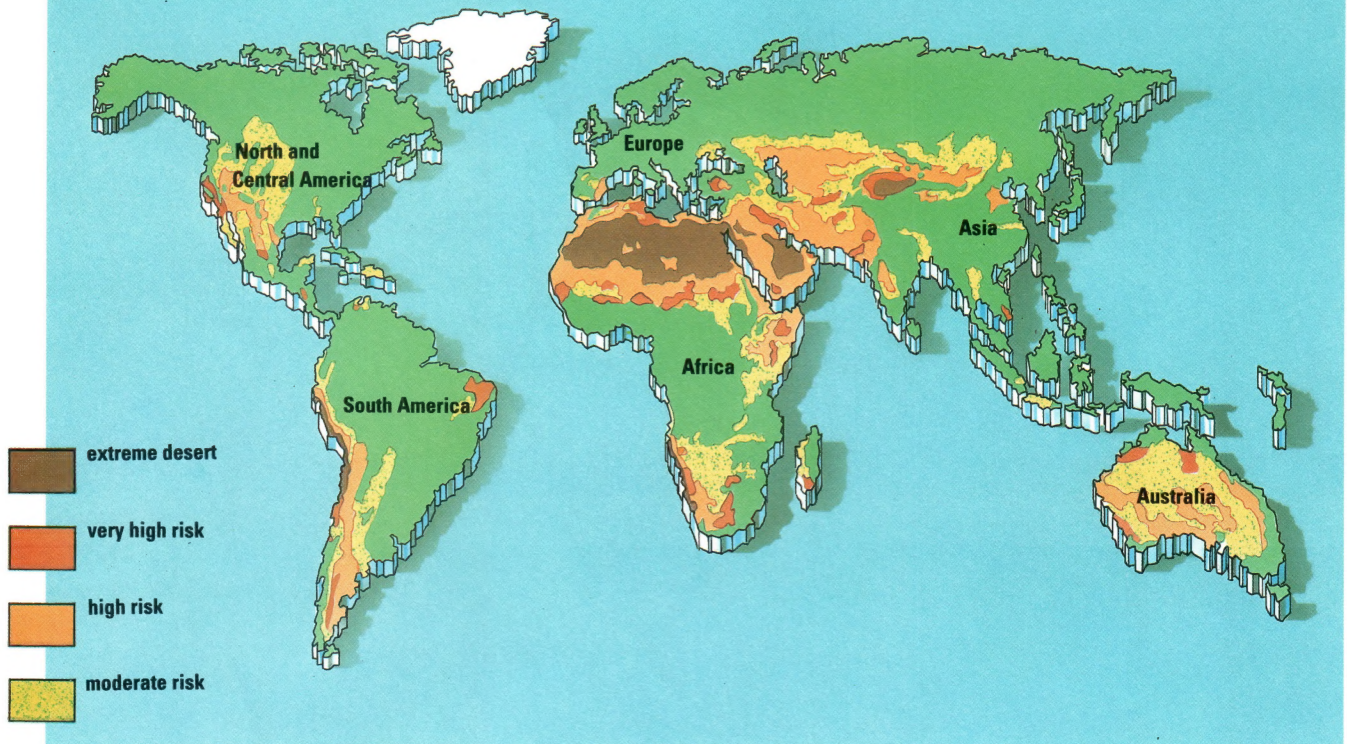 North and
Central America
Europe
Asia
Africa
South America
Australia
extreme desert
very high risk
high risk
moderate risk